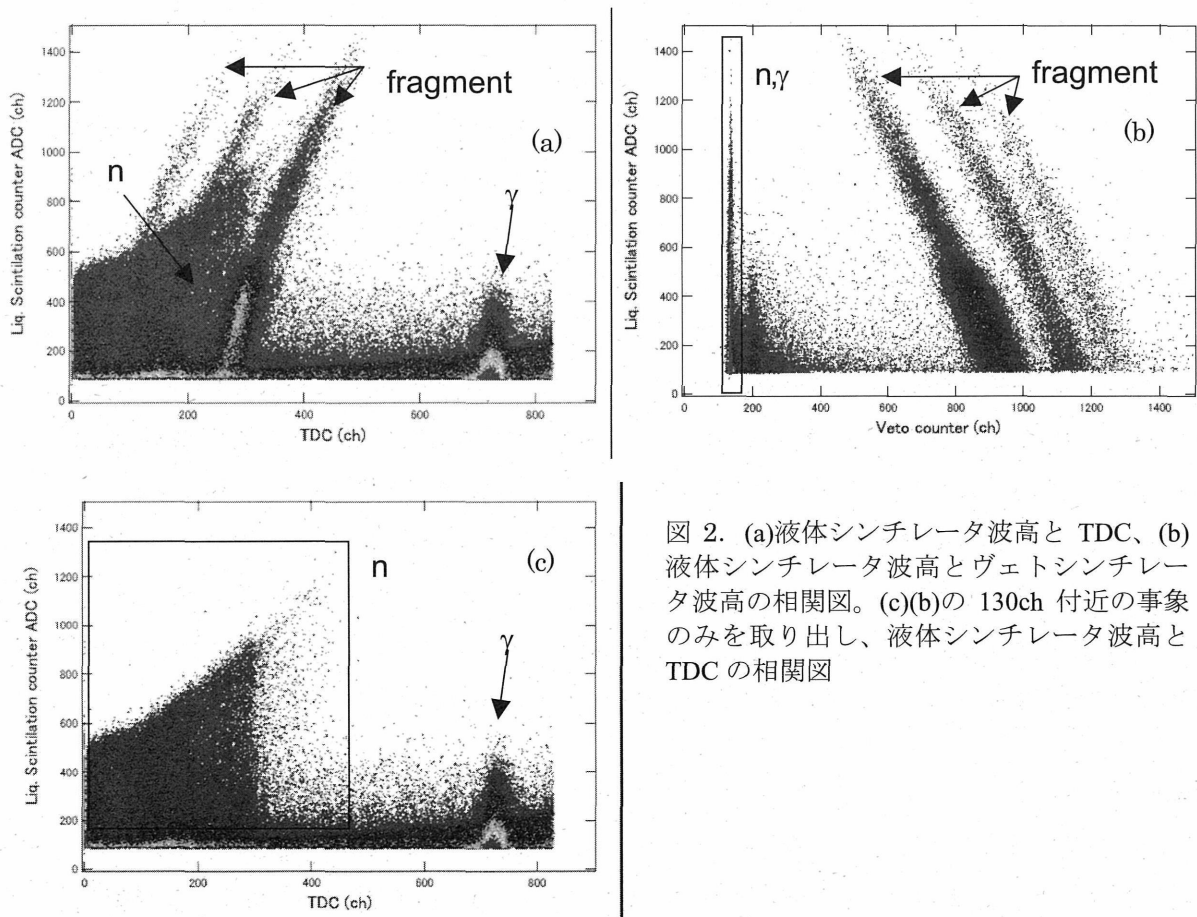 1400
1200
1000
800
600
400
200
0
Liq. Scintilation counter ADC (ch)
fragment
(a)
n
γ
0 200 400 600 800
TDC (ch)
1400
1200
1000
800
600
400
200
0
Liq. Scintilation counter ADC (ch)
n,γ
fragment
(b)
0 200 400 600 800 1000 1200 1400
Veto counter (ch)
1400
1200
1000
800
600
400
200
0
Liq. Scintilation counter ADC (ch)
n
(c)
γ
0 200 400 600 800
TDC (ch)
図 2. (a)液体シンチレータ波高と TDC、(b)
液体シンチレータ波高とヴェトシンチレー
タ波高の相関図。(c)(b)の 130ch 付近の事象
のみを取り出し、液体シンチレータ波高と
TDC の相関図